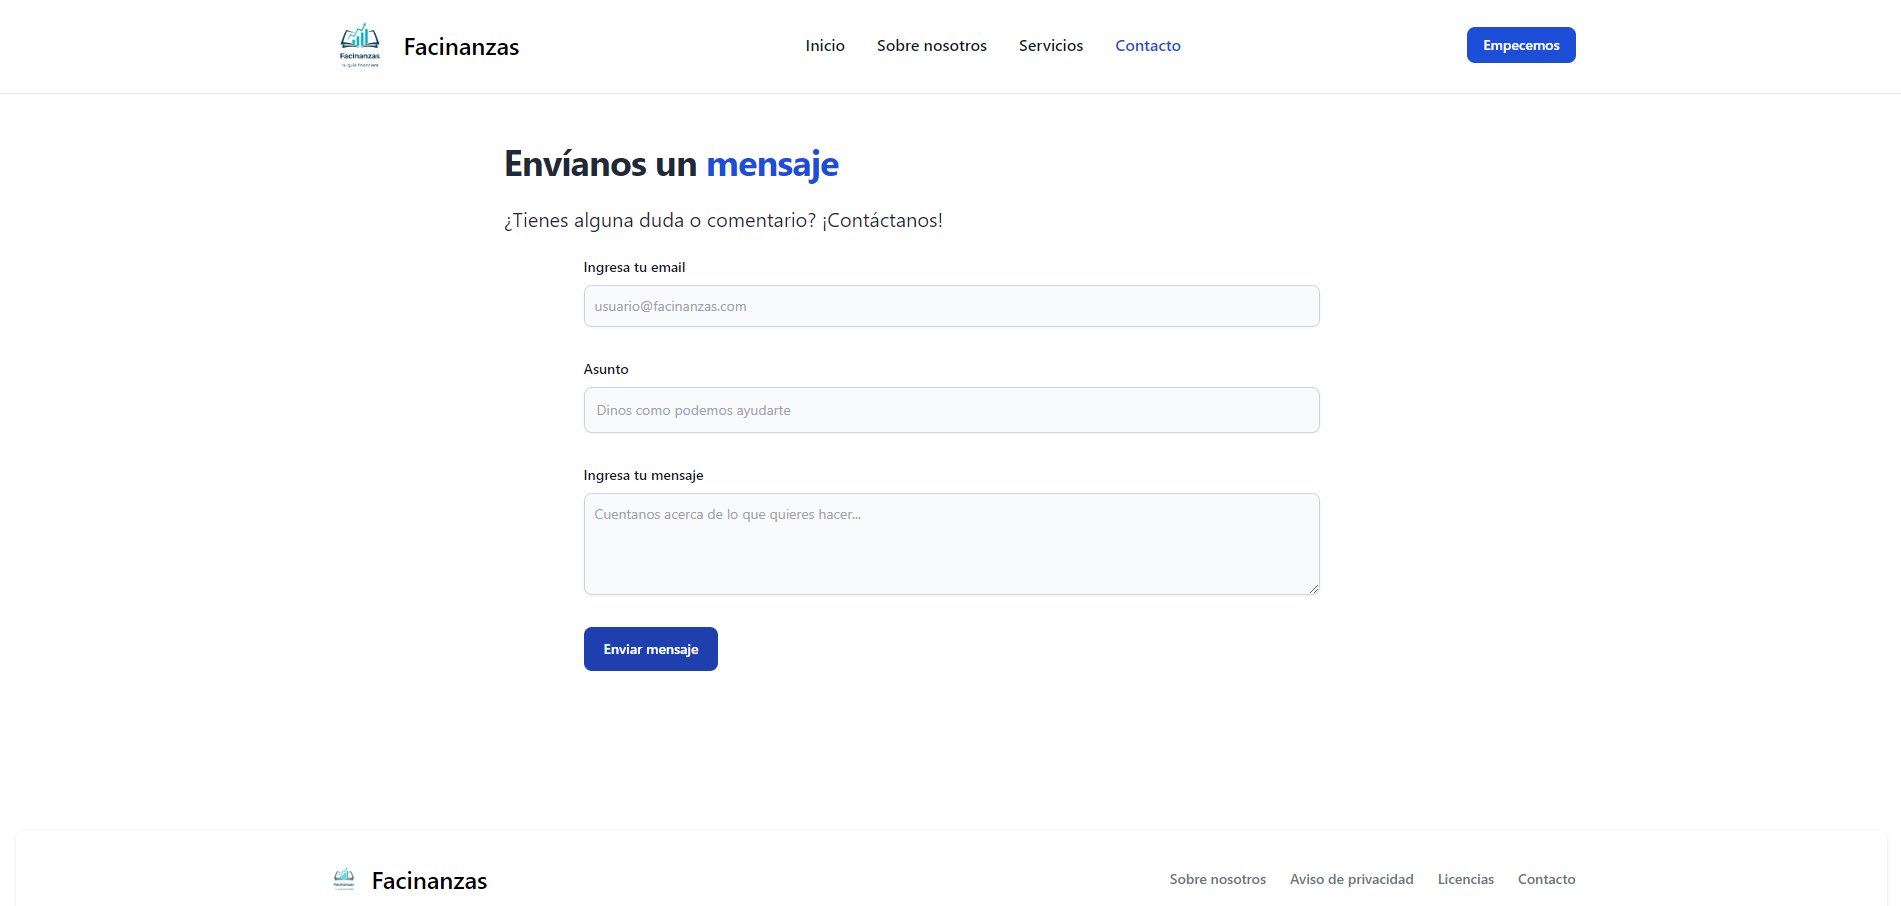 Facinanzas
tu guía financiera
Facinanzas
Inicio
Sobre nosotros
Servicios
Contacto
Empecemos
Envíanos un mensaje
¿Tienes alguna duda o comentario? ¡Contáctanos!
Ingresa tu email
usuario@facinanzas.com
Asunto
Dinos como podemos ayudarte
Ingresa tu mensaje
Cuentanos acerca de lo que quieres hacer...
Enviar mensaje
Facinanzas
Facinanzas
Sobre nosotros
Aviso de privacidad
Licencias
Contacto